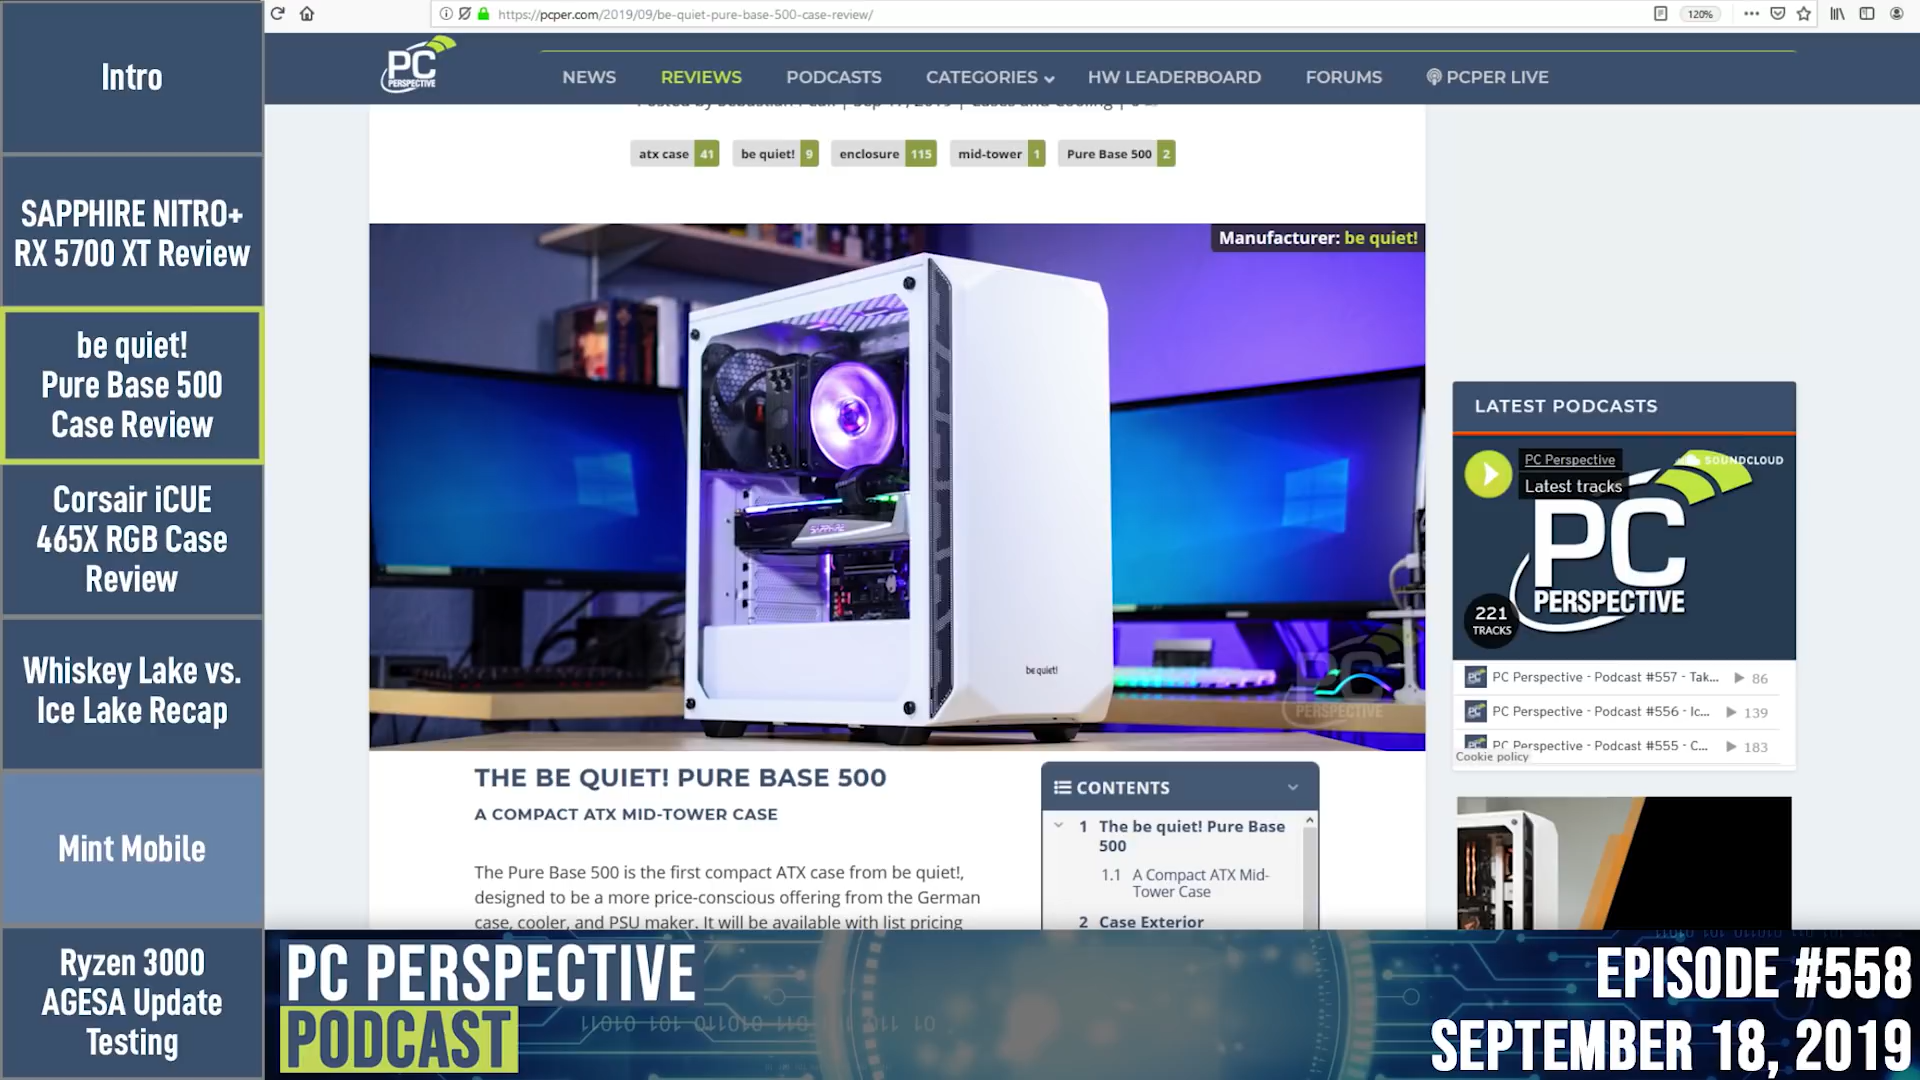 https://pcper.com/2019/09/be-quiet-pure-base-500-case-review/
120%
Intro
SAPPHIRE NITRO+
RX 5700 XT Review
be quiet!
Pure Base 500
Case Review
Corsair iCUE
465X RGB Case
Review
Whiskey Lake vs.
Ice Lake Recap
Mint Mobile
Ryzen 3000
AGESA Update
Testing
PC
PERSPECTIVE
NEWS
REVIEWS
PODCASTS
CATEGORIES
HW LEADERBOARD
FORUMS
PCPER LIVE
atx case 41
be quiet! 9
enclosure 115
mid-tower 1
Pure Base 500 2
Manufacturer: be quiet!
SAPPHIRE
be quiet!
PC
PERSPECTIVE
THE BE QUIET! PURE BASE 500
A COMPACT ATX MID-TOWER CASE
The Pure Base 500 is the first compact ATX case from be quiet!,
designed to be a more price-conscious offering from the German
case, cooler, and PSU maker. It will be available with list pricing
CONTENTS
1 The be quiet! Pure Base
500
1.1 A Compact ATX Mid-
Tower Case
2 Case Exterior
LATEST PODCASTS
PC Perspective
SOUNDCLOUD
Latest tracks
PC
PERSPECTIVE
221
TRACKS
PC Perspective - Podcast #557 - Tak... 86
PC Perspective - Podcast #556 - Ic... 139
PC Perspective - Podcast #555 - C... 183
Cookie policy
PC PERSPECTIVE
PODCAST
EPISODE #558
SEPTEMBER 18, 2019